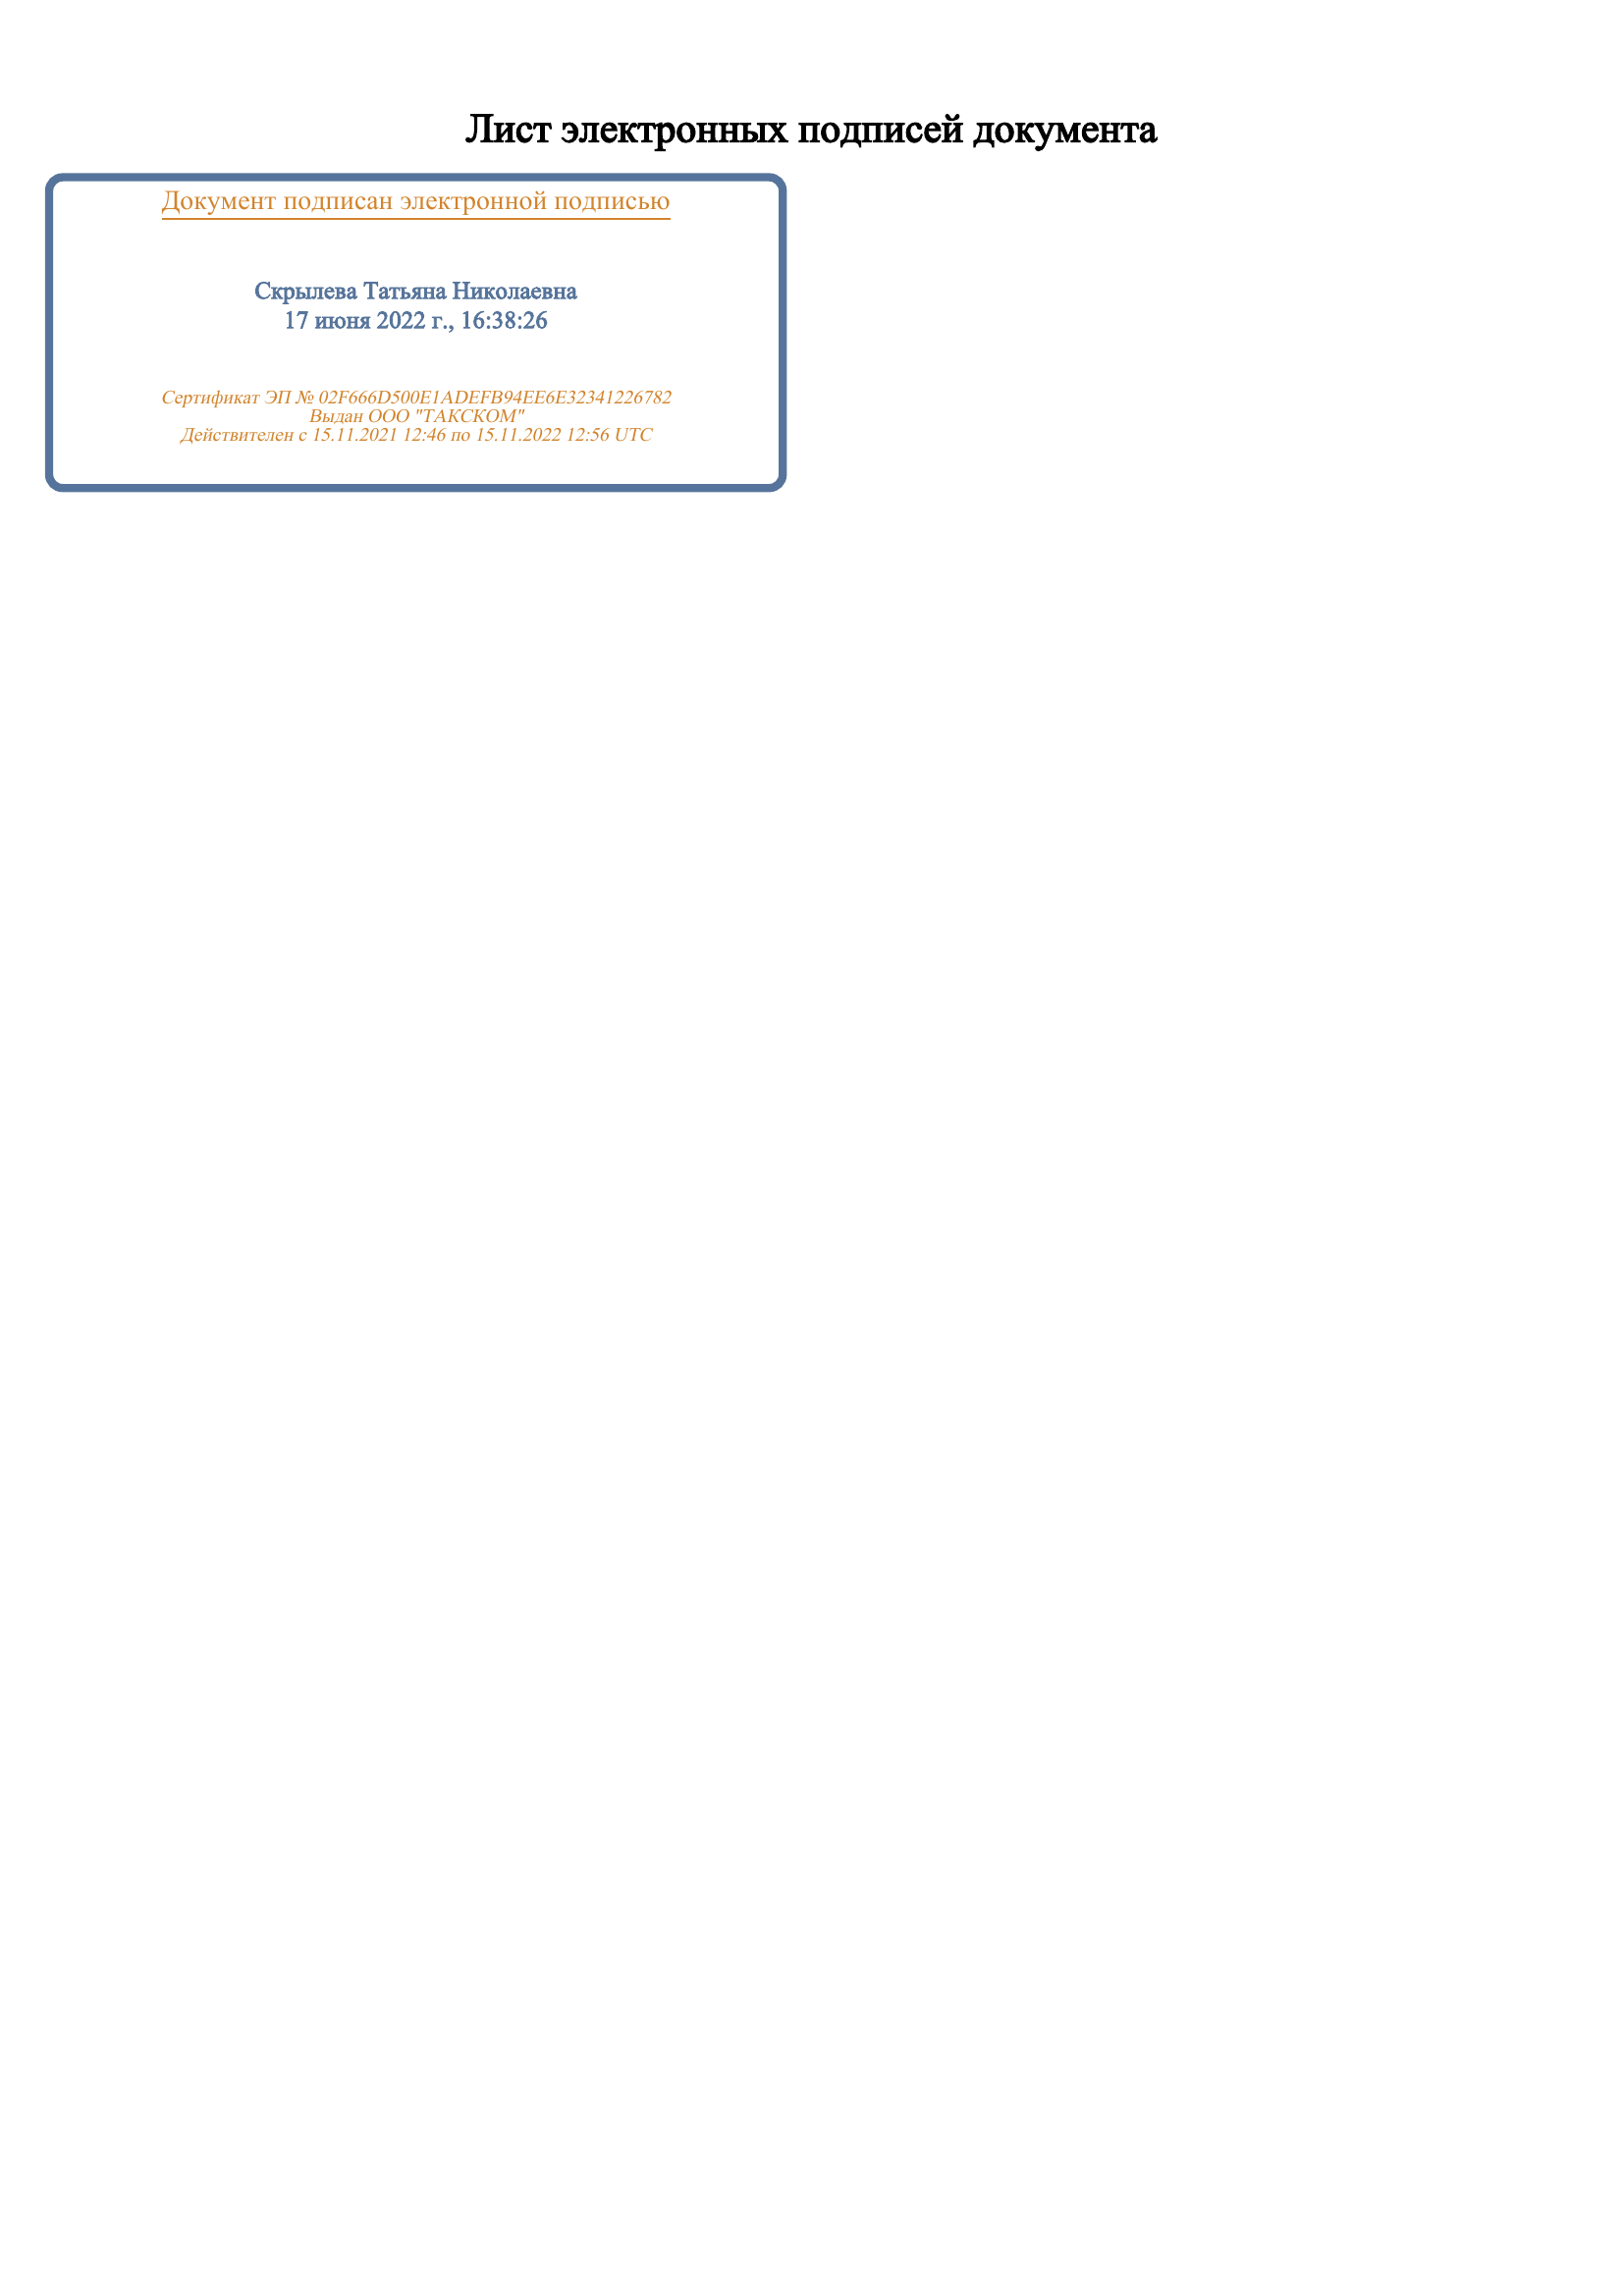 Лист электронных подписей документа
Документ подписан электронной подписью
Скрылева Татьяна Николаевна
17 июня 2022 г., 16:38:26
Сертификат ЭП № 02F666D500E1ADEFB94EE6E32341226782
Выдан ООО "ТАКСКОМ"
Действителен с 15.11.2021 12:46 по 15.11.2022 12:56 UTC